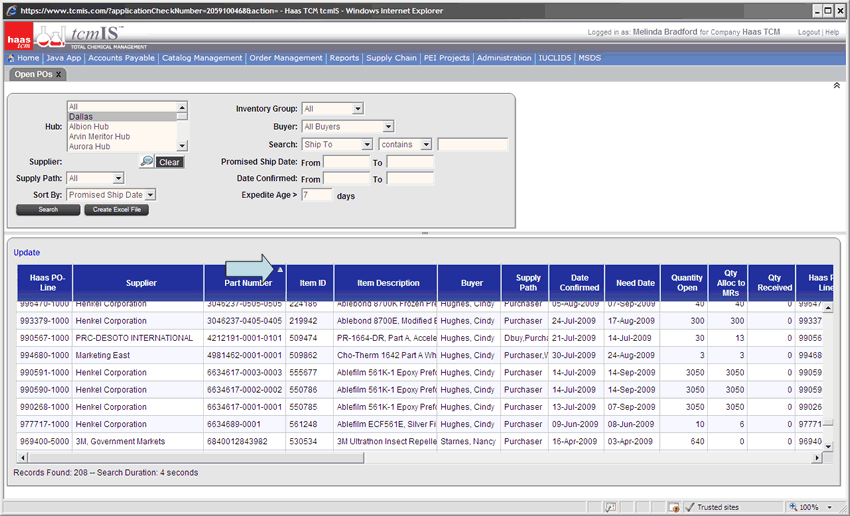 https://www.tcmis.com/?applicationCheckNumber=2059100468&action= - Haas TCM tcmIS - Windows Internet Explorer
haas tcm tcmIS TOTAL CHEMICAL MANAGEMENT
Logged in as: Melinda Bradford for Company Haas TCM Logout | Help
Home Java App Accounts Payable Catalog Management Order Management Reports Supply Chain PEI Projects Administration IUCLIDS MSDS
Open POs X
All
Dallas
Hub: Albion Hub
Arvin Meritor Hub
Aurora Hub
Inventory Group: All
Buyer: All Buyers
Search: Ship To contains
Supplier: Clear
Promised Ship Date: From To
Supply Path: All
Date Confirmed: From To
Sort By: Promised Ship Date
Expedite Age > 7 days
Search Create Excel File
Update
Haas PO-Line Supplier Part Number Item ID Item Description Buyer Supply Path Date Confirmed Need Date Quantity Open Qty Alloc to MRs Qty Received Haas P Line
996470-1000 Henkel Corporation 3046237-0505-0505 224186 Ablebond 8700K Frozen Pre Hughes, Cindy Purchaser 05-Aug-2009 07-Sep-2009 40 40 0 99647
993379-1000 Henkel Corporation 3046237-0405-0405 219942 Ablebond 8700E, Modified E Hughes, Cindy Purchaser 24-Jul-2009 17-Aug-2009 300 300 0 99337
990567-1000 PRC-DESOTO INTERNATIONAL 4212191-0001-0101 509474 PR-1664-DR, Part A, Accele Hughes, Cindy Dbuy,Purcha 21-Jul-2009 14-Jul-2009 30 13 0 99056
994680-1000 Marketing East 4981462-0001-0001 509862 Cho-Therm 1642 Part A Wh Hughes, Cindy Purchaser,W 30-Jul-2009 24-Aug-2009 3 3 0 99468
990591-1000 Henkel Corporation 6634617-0003-0003 555677 Ablefilm 561K-1 Epoxy Prefo Hughes, Cindy Purchaser 14-Jul-2009 14-Sep-2009 3050 3050 0 99059
990590-1000 Henkel Corporation 6634617-0002-0002 550786 Ablefilm 561K-1 Epoxy Prefo Hughes, Cindy Purchaser 14-Jul-2009 14-Sep-2009 3050 3050 0 99059
990268-1000 Henkel Corporation 6634617-0001-0001 550785 Ablefilm 561K-1 Epoxy Prefo Hughes, Cindy Purchaser 13-Jul-2009 07-Sep-2009 3050 3050 0 99026
977717-1000 Henkel Corporation 6634689-0001 561248 Ablefilm ECF561E, Silver Fi Hughes, Cindy Purchaser 09-Jun-2009 08-Jun-2009 10 6 0 97771
969400-5000 3M, Government Markets 6840012843982 530534 3M Ultrathon Insect Repelle Starnes, Nancy Purchaser 16-Apr-2009 03-Apr-2009 640 0 0 96940
Records Found: 208 -- Search Duration: 4 seconds
Trusted sites 100%